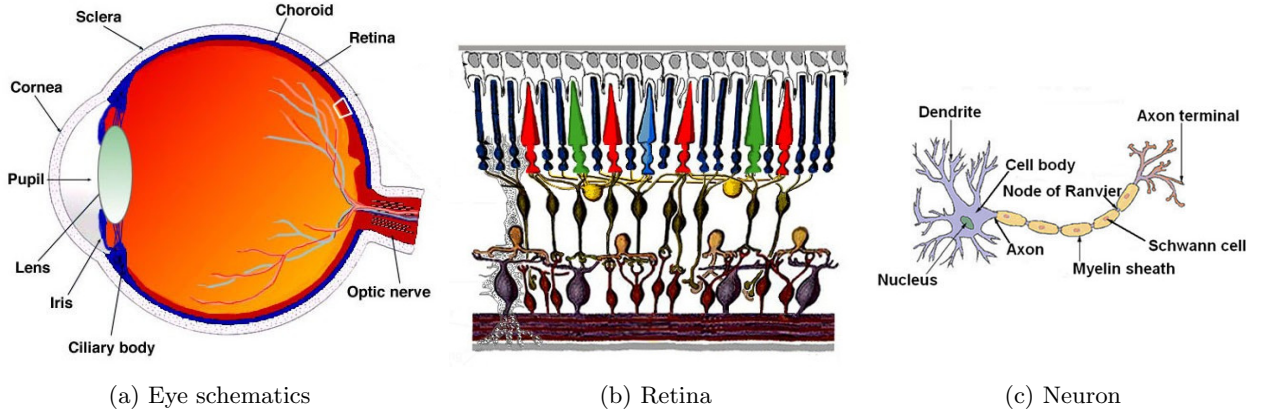 Sclera
Choroid
Retina
Cornea
Pupil
Lens
Iris
Ciliary body
Optic nerve
Dendrite
Cell body
Node of Ranvier
Axon terminal
Axon
Schwann cell
Myelin sheath
Nucleus
(a) Eye schematics
(b) Retina
(c) Neuron